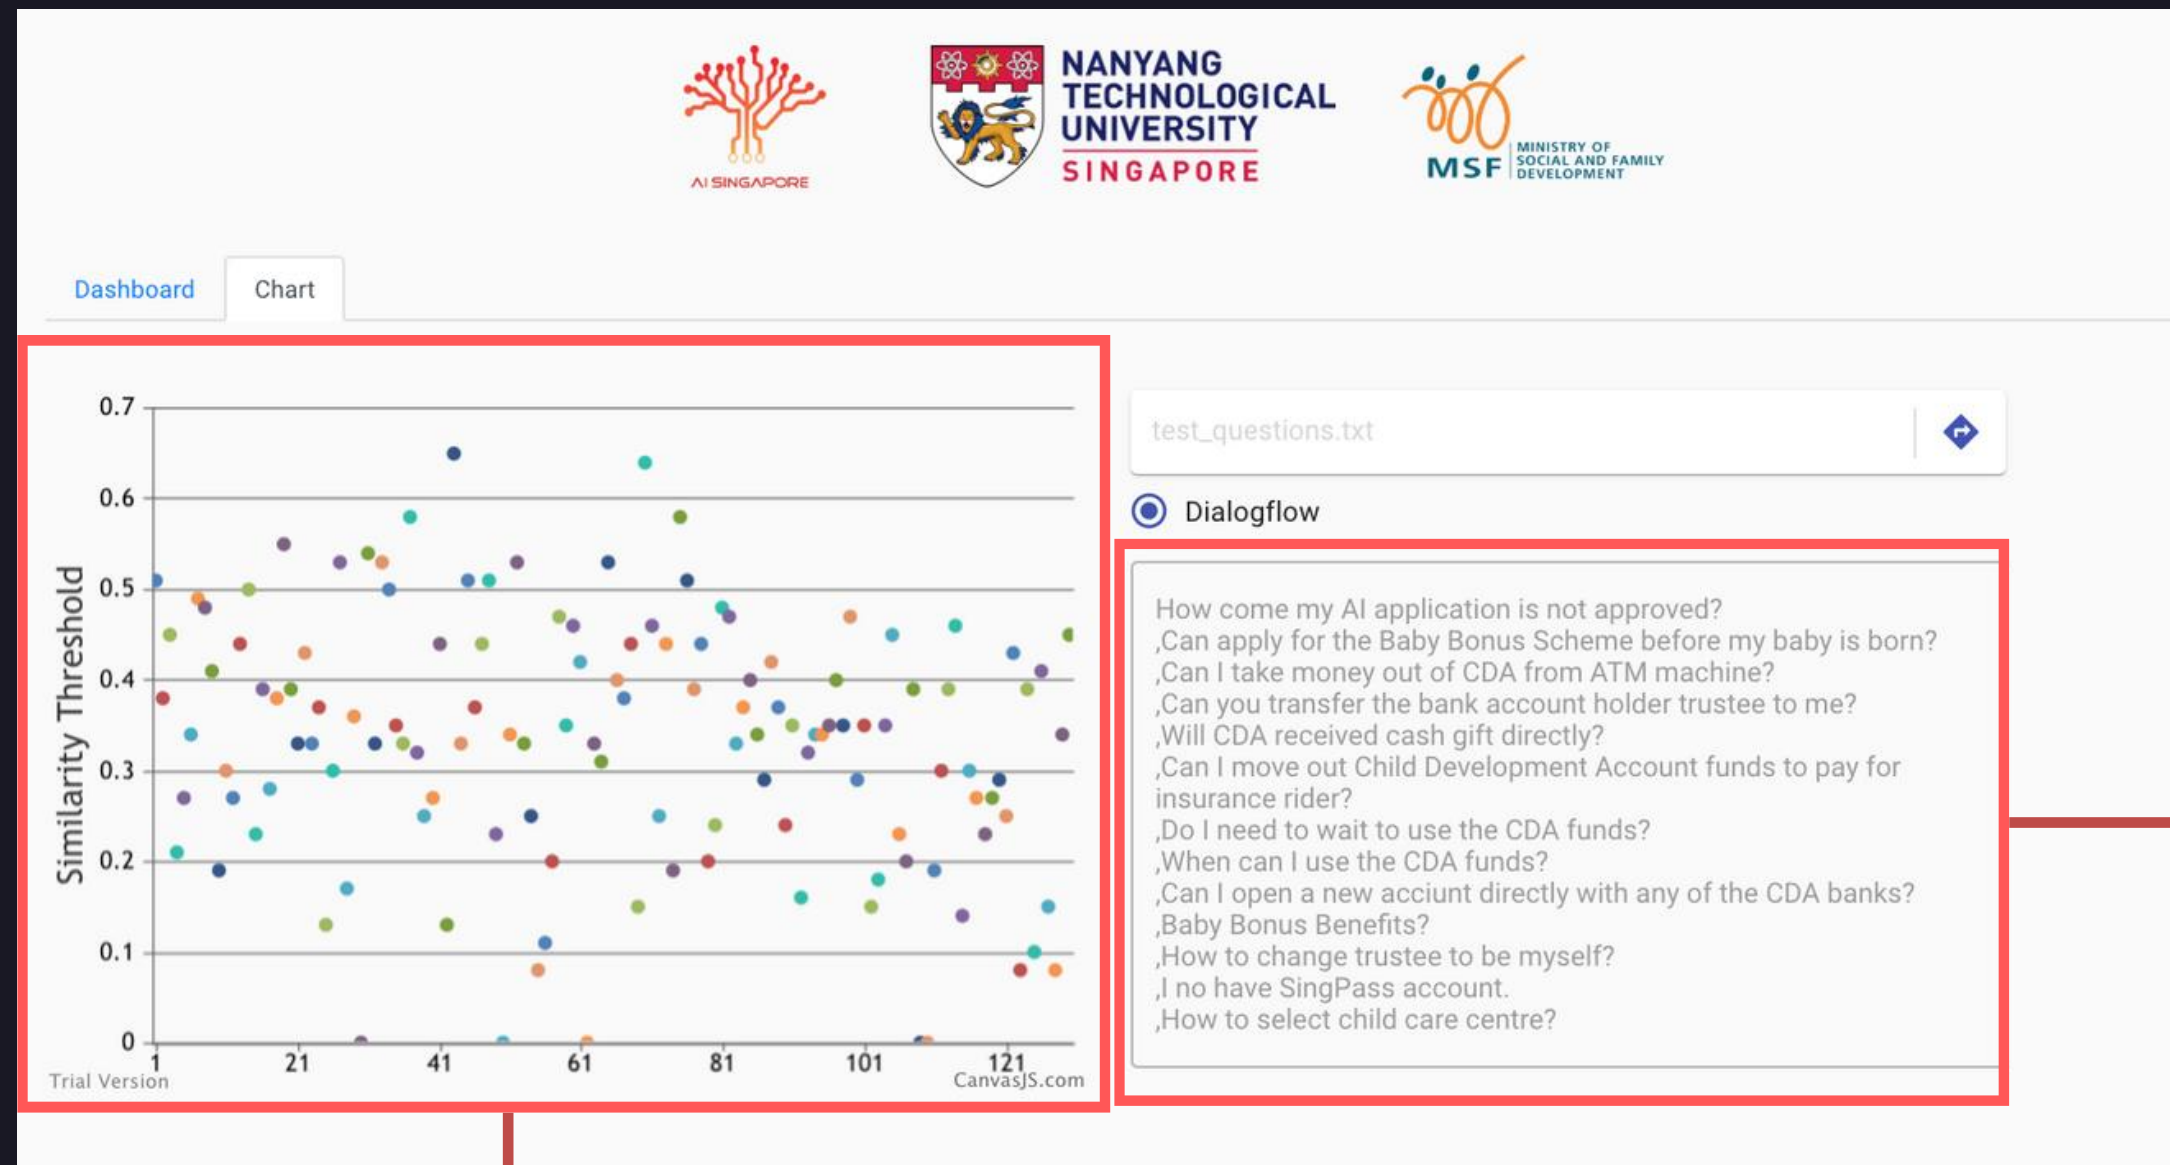 AI SINGAPORE
NANYANG
TECHNOLOGICAL
UNIVERSITY
SINGAPORE
MSF
MINISTRY OF
SOCIAL AND FAMILY
DEVELOPMENT
Dashboard
Chart
Similarity Threshold
0.7
0.6
0.5
0.4
0.3
0.2
0.1
0
1 21 41 61 81 101 121
Trial Version
CanvasJS.com
test_questions.txt
Dialogflow
How come my AI application is not approved?
,Can apply for the Baby Bonus Scheme before my baby is born?
,Can I take money out of CDA from ATM machine?
,Can you transfer the bank account holder trustee to me?
,Will CDA received cash gift directly?
,Can I move out Child Development Account funds to pay for
insurance rider?
,Do I need to wait to use the CDA funds?
,When can I use the CDA funds?
,Can I open a new acciunt directly with any of the CDA banks?
,Baby Bonus Benefits?
,How to change trustee to be myself?
,I no have SingPass account.
,How to select child care centre?